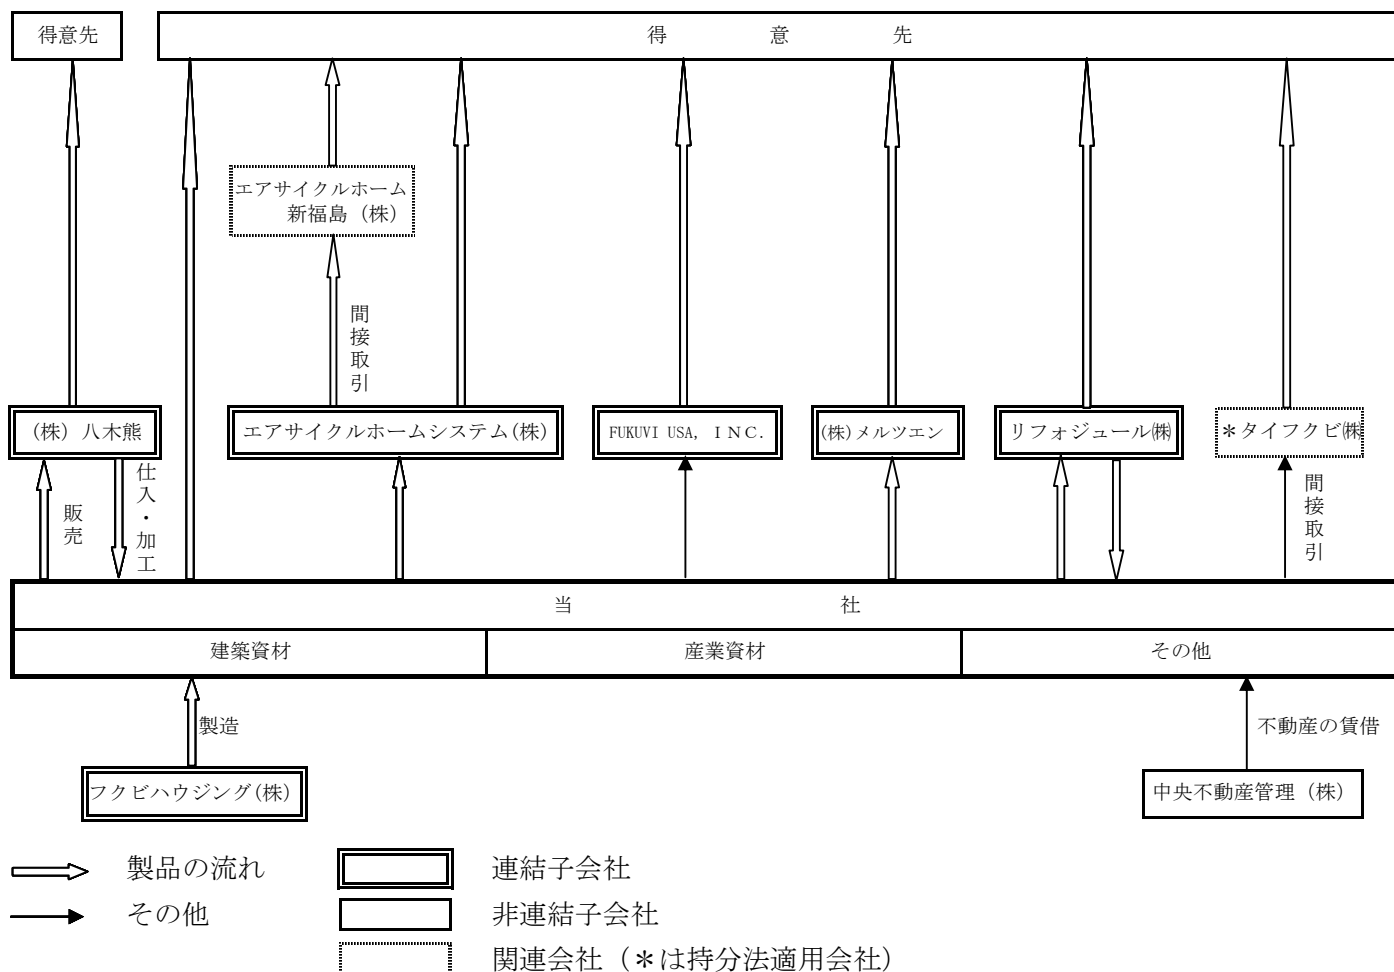 得意先
得　　　意　　　先
エアサイクルホーム
新福島（株）
間接取引
（株）八木熊
エアサイクルホームシステム(株)
FUKUVI USA, ＩＮＣ.
(株)メルツエン
リフォジュール㈱
＊タイフクビ㈱
販売
仕入・加工
間接取引
当　　　　　　社
建築資材
産業資材
その他
製造
不動産の賃借
フクビハウジング(株)
中央不動産管理（株）
製品の流れ
連結子会社
その他
非連結子会社
関連会社（＊は持分法適用会社）